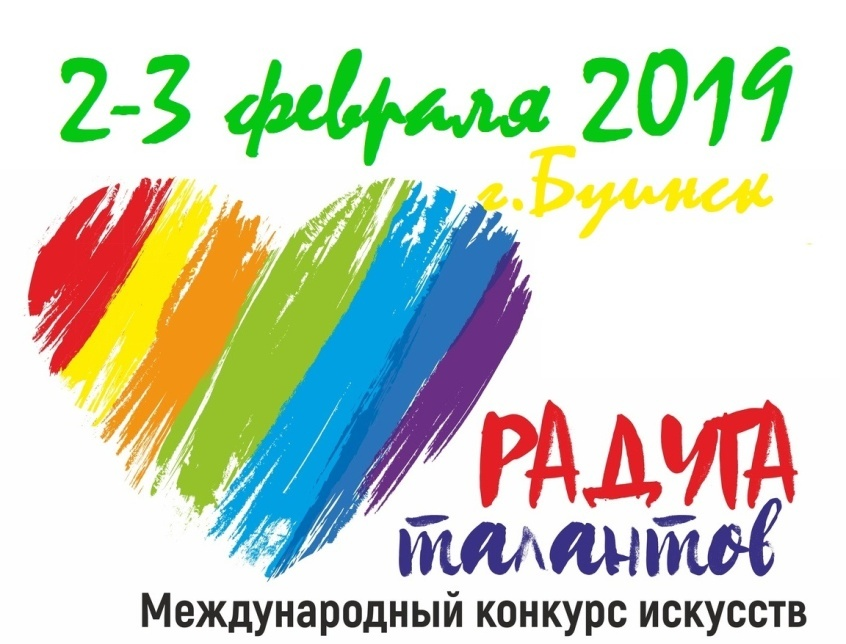 2-3 февраля 2019
г.Буинск
РАДУГА
талантов
Международный конкурс искусств